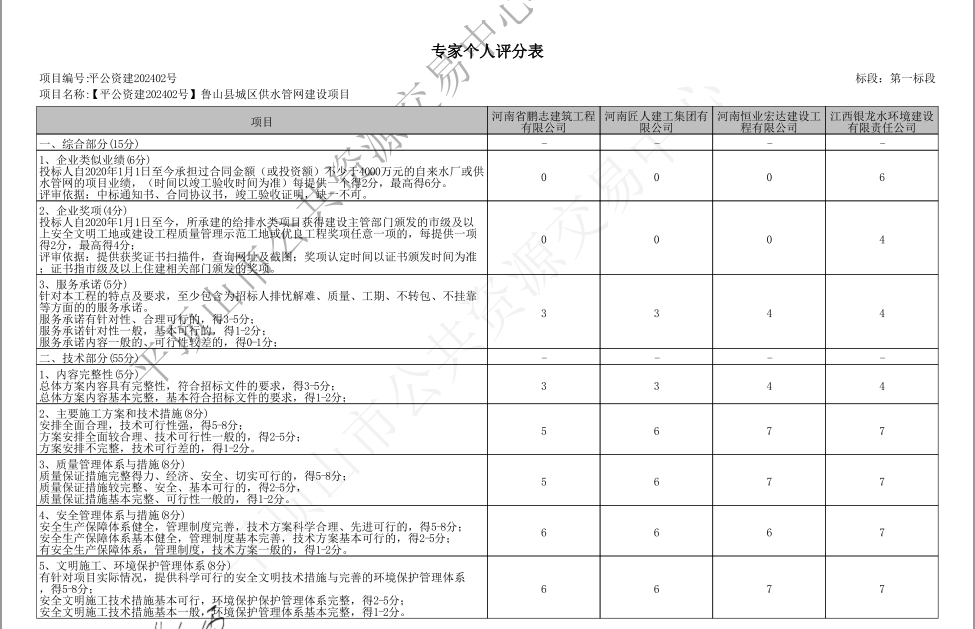 专家个人评分表
项目编号:平公资建202402号
标段：第一标段
项目名称:【平公资建202402号】鲁山县城区供水管网建设项目
项目
河南省鹏志建筑工程有限公司
河南匠人建工集团有限公司
河南恒业宏达建设工程有限公司
江西银龙水环境建设有限责任公司
一、综合部分(15分) – – – –
1、企业类似业绩(6分)
投标人自2020年1月1日至今承担过合同金额（或投资额）不少于4000万元的自来水厂或供
水管网的项目业绩，（时间以竣工验收时间为准）每提供一个得2分，最高得6分。
评审依据：中标通知书、合同协议书，竣工验收证明，缺一不可。
0 0 0 6
2、企业奖项(4分)
投标人自2020年1月1日至今，所承建的给排水类项目获得建设主管部门颁发的市级及以
上安全文明工地或建设工程质量管理示范工地或优良工程奖项任意一项的，每提供一项
得2分，最高得4分；
评审依据：提供获奖证书扫描件，查询网址及截图；奖项认定时间以证书颁发时间为准
；证书指市级及以上住建相关部门颁发的奖项。
0 0 0 4
3、服务承诺(5分)
针对本工程的特点及要求，至少包含为招标人排忧解难、质量、工期、不转包、不挂靠
等方面的的服务承诺。
服务承诺有针对性、合理可行的，得3-5分；
服务承诺针对性一般，基本可行的，得1-2分；
服务承诺内容一般的、可行性较差的，得0-1分；
3 3 4 4
二、技术部分(55分) – – – –
1、内容完整性(5分)
总体方案内容具有完整性，符合招标文件的要求，得3-5分；
总体方案内容基本完整，基本符合招标文件的要求，得1-2分；
3 3 4 4
2、主要施工方案和技术措施(8分)
安排全面合理，技术可行性强，得5-8分；
方案安排全面较合理、技术可行性一般的，得2-5分；
方案安排不完整，技术可行差的，得1-2分。
5 6 7 7
3、质量管理体系与措施(8分)
质量保证措施完整得力、经济、安全、切实可行的，得5-8分；
质量保证措施较完整、安全、基本可行的，得2-5分，
质量保证措施基本完整、可行性一般的，得1-2分。
5 6 7 7
4、安全管理体系与措施(8分)
安全生产保障体系健全，管理制度完善，技术方案科学合理、先进可行的，得5-8分；
安全生产保障体系基本健全，管理制度基本完善，技术方案基本可行的，得2-5分；
有安全生产保障体系，管理制度，技术方案一般的，得1-2分。
6 6 6 7
5、文明施工、环境保护管理体系(8分)
有针对项目实际情况，提供科学可行的安全文明技术措施与完善的环境保护管理体系
，得5-8分；
安全文明施工技术措施基本可行，环境保护保护管理体系完整，得2-5分；
安全文明施工技术措施基本一般，环境保护管理体系基本完整，得1-2分。
6 6 7 7
平顶山市公共资源交易中心
平顶山市公共资源交易中心